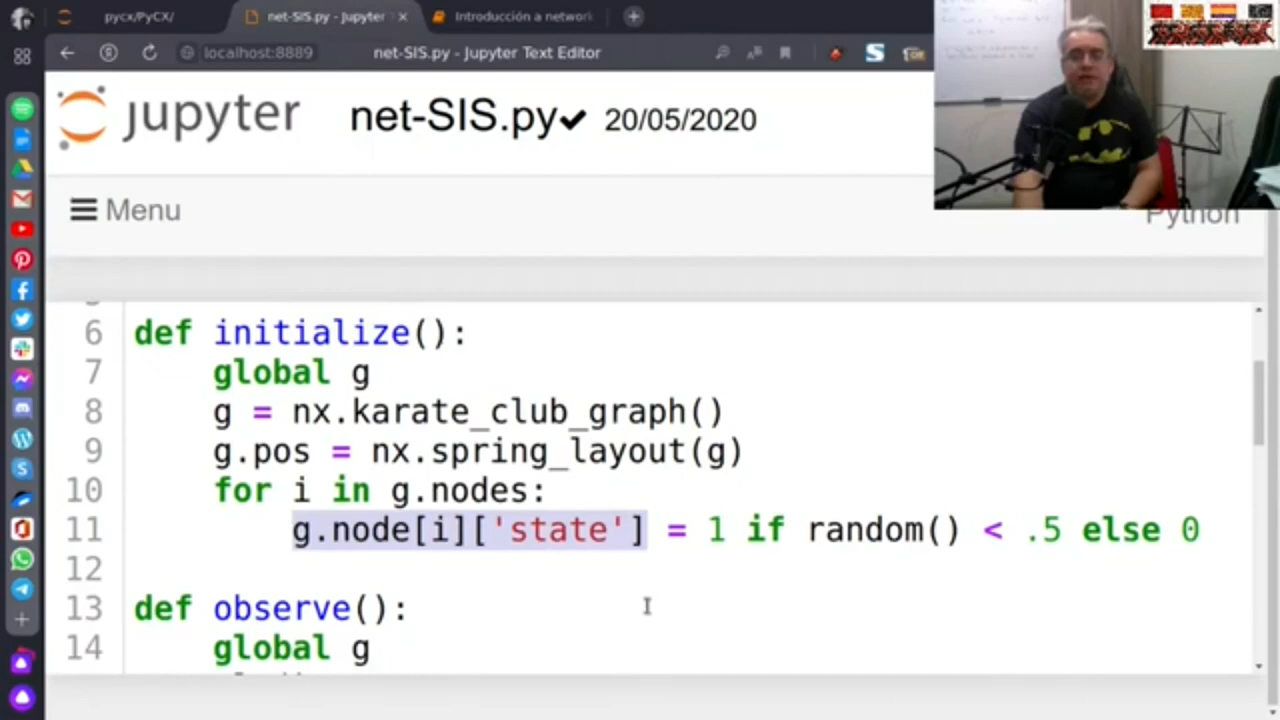 pycx/PyCX/
net-SIS.py - Jupyter
Introducción a network
localhost:8889
net-SIS.py - Jupyter Text Editor
jupyter
net-SIS.py
20/05/2020
Menu
Python
6 def initialize():
7 global g
8 g = nx.karate_club_graph()
9 g.pos = nx.spring_layout(g)
10 for i in g.nodes:
11 g.node[i]['state'] = 1 if random() < .5 else 0
12
13 def observe():
14 global g